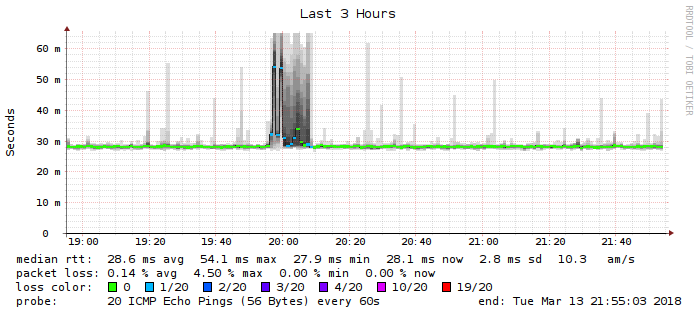 Last 3 Hours
RRDTOOL / TOBI OETIKER
Seconds
60 m
50 m
40 m
30 m
20 m
10 m
0
19:00 19:20 19:40 20:00 20:20 20:40 21:00 21:20 21:40
median rtt: 28.6 ms avg 54.1 ms max 27.9 ms min 28.1 ms now 2.8 ms sd 10.3 am/s
packet loss: 0.14 % avg 4.50 % max 0.00 % min 0.00 % now
loss color: 0 1/20 2/20 3/20 4/20 10/20 19/20
probe: 20 ICMP Echo Pings (56 Bytes) every 60s end: Tue Mar 13 21:55:03 2018